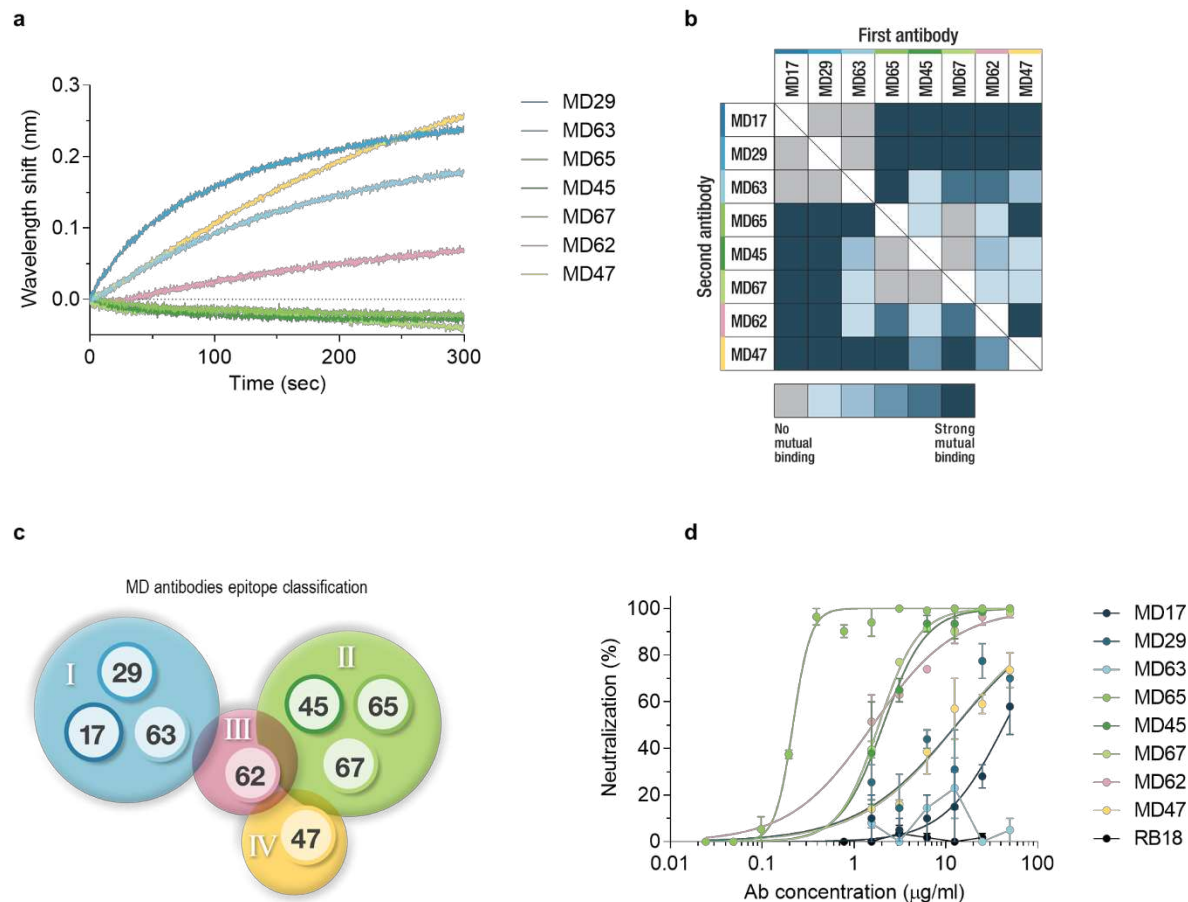 a
0.3
0.2
0.1
0.0
Wavelength shift (nm)
0
100
200
300
Time (sec)
MD29
MD63
MD65
MD45
MD67
MD62
MD47
b
First antibody
MD17
MD29
MD63
MD65
MD45
MD67
MD62
MD47
Second antibody
MD17
MD29
MD63
MD65
MD45
MD67
MD62
MD47
No
mutual
binding
Strong
mutual
binding
c
MD antibodies epitope classification
I
29
17
63
II
45
65
67
III
62
IV
47
d
100
80
60
40
20
0
Neutralization (%)
0.01
0.1
1
10
100
Ab concentration (μg/ml)
MD17
MD29
MD63
MD65
MD45
MD67
MD62
MD47
RB18